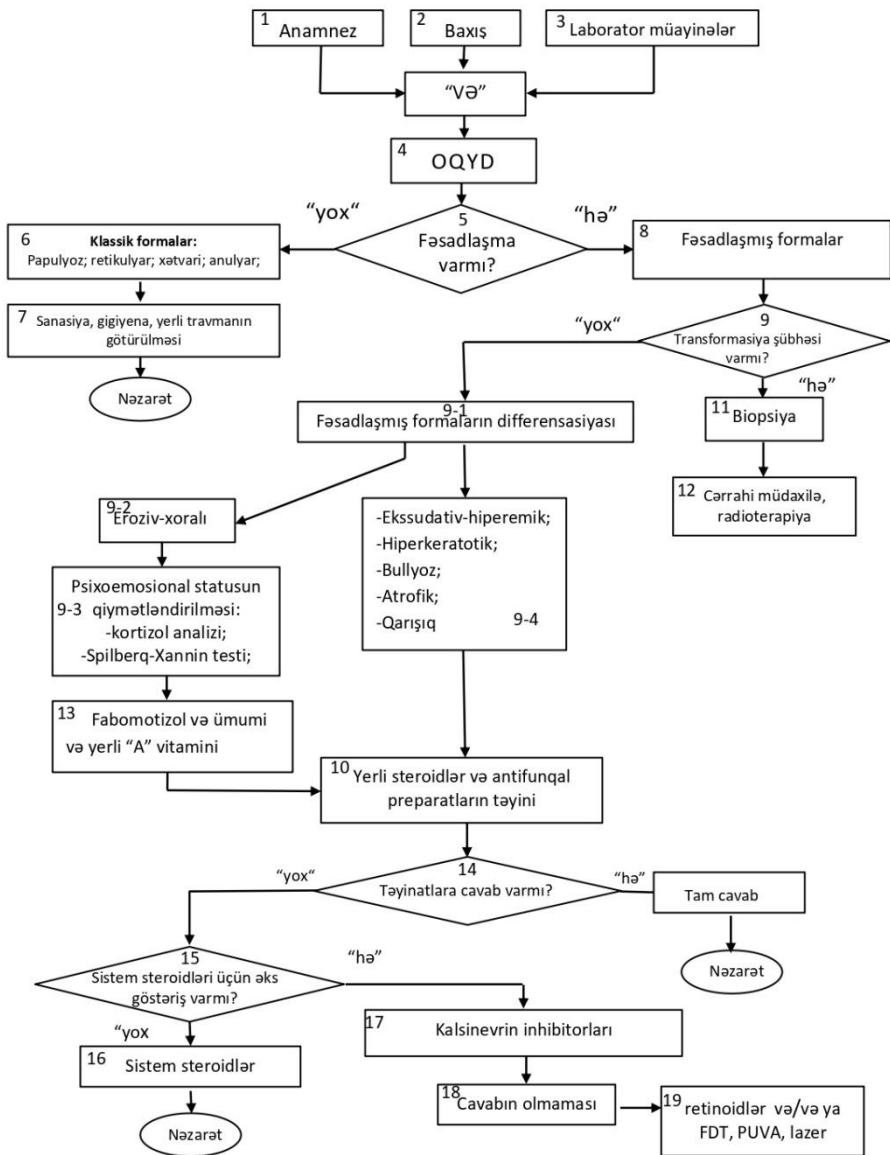 1 Anamnez
2 Baxış
3 Laborator müayinələr
“VƏ”
4 OQYD
“yox“
“hə”
5
Fəsadlaşma
varmı?
6 Klassik formalar:
Papulyoz; retikulyar; xətvari; anulyar;
8 Fəsadlaşmış formalar
7 Sanasiya, gigiyena, yerli travmanın
götürülməsi
Nəzarət
“yox”
9
Transformasiya şübhəsi
varmı?
“hə”
9-1
Fəsadlaşmış formaların differensasiyası
11 Biopsiya
12 Cərrahi müdaxilə,
radioterapiya
9-2
Eroziv-xoralı
-Ekssudativ-hiperemik;
-Hiperkeratotik;
-Bullyoz;
-Atrofik;
-Qarışıq 9-4
Psixoemosional statusun
9-3 qiymətləndirilməsi:
-kortizol analizi;
-Spilberq-Xannin testi;
13 Fabomotizol və ümumi
və yerli “A” vitamini
10 Yerli steroidlər və antifunqal
preparatların təyini
“yox”
14
Təyinatlara cavab varmı?
“hə”
Tam cavab
Nəzarət
15
Sistem steroidləri üçün əks
göstəriş varmı?
“hə”
“yox
16 Sistem steroidlər
Nəzarət
17 Kalsinevrin inhibitorları
18 Cavabın olmaması
19 retinoidlər və/və ya
FDT, PUVA, lazer